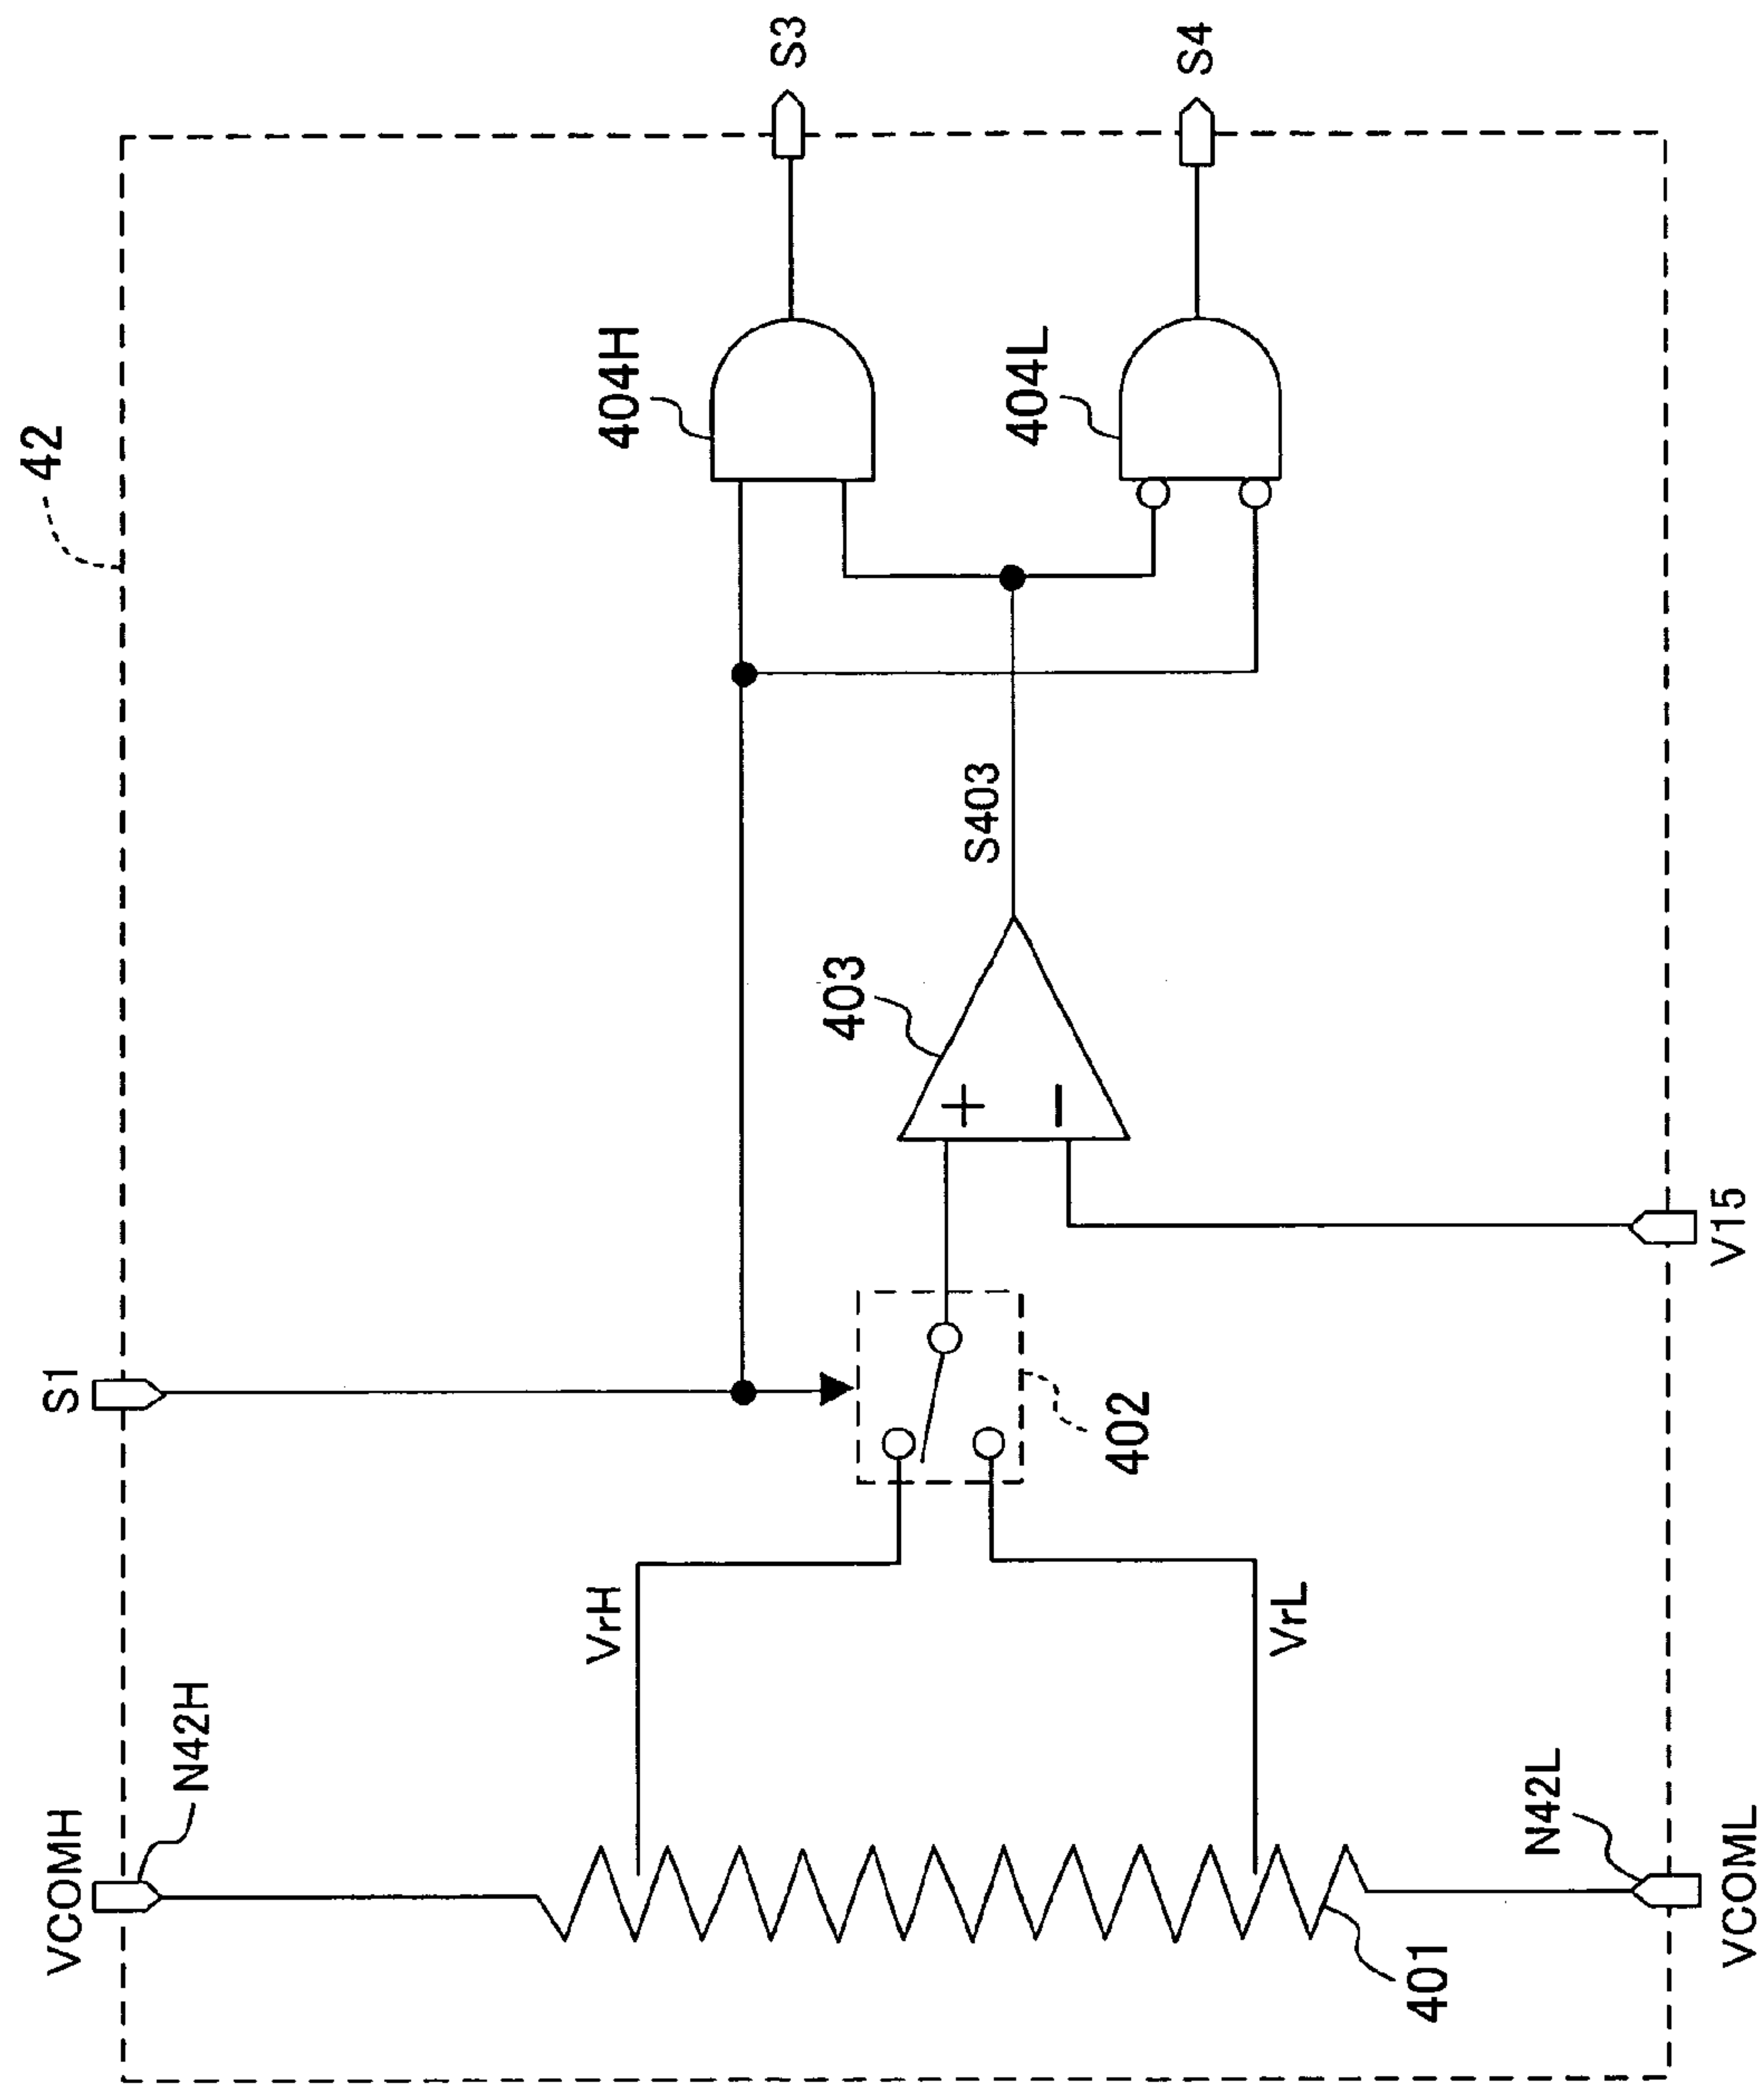 42
VCOMH
N42H
S1
S3
S4
404H
404L
S403
403
+
−
402
VrH
VrL
401
N42L
VCOML
V15